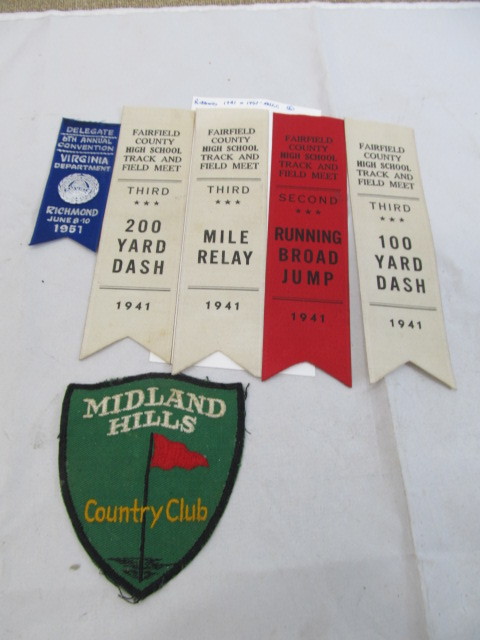 DELEGATE
6TH ANNUAL
CONVENTION
VIRGINIA
DEPARTMENT
RICHMOND
JUNE 8-10
1951
FAIRFIELD
COUNTY
HIGH SCHOOL
TRACK AND
FIELD MEET
THIRD
200
YARD
DASH
1941
FAIRFIELD
COUNTY
HIGH SCHOOL
TRACK AND
FIELD MEET
THIRD
MILE
RELAY
1941
FAIRFIELD
COUNTY
HIGH SCHOOL
TRACK AND
FIELD MEET
SECOND
RUNNING
BROAD
JUMP
1941
FAIRFIELD
COUNTY
HIGH SCHOOL
TRACK AND
FIELD MEET
THIRD
100
YARD
DASH
1941
MIDLAND
HILLS
Country Club